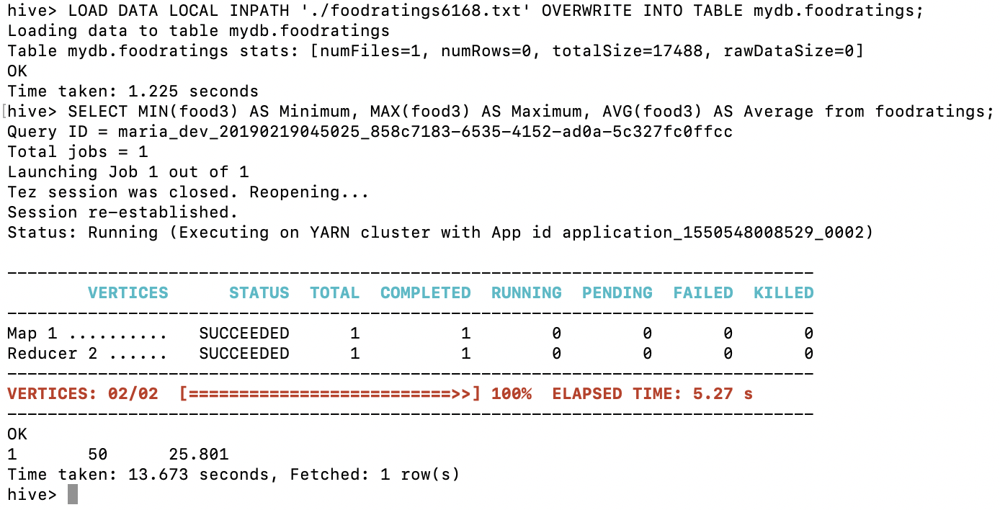 hive> LOAD DATA LOCAL INPATH './foodratings6168.txt' OVERWRITE INTO TABLE mydb.foodratings;
Loading data to table mydb.foodratings
Table mydb.foodratings stats: [numFiles=1, numRows=0, totalSize=17488, rawDataSize=0]
OK
Time taken: 1.225 seconds
[hive> SELECT MIN(food3) AS Minimum, MAX(food3) AS Maximum, AVG(food3) AS Average from foodratings;
Query ID = maria_dev_20190219045025_858c7183-6535-4152-ad0a-5c327fc0ffcc
Total jobs = 1
Launching Job 1 out of 1
Tez session was closed. Reopening...
Session re-established.
Status: Running (Executing on YARN cluster with App id application_1550548008529_0002)
--------------------------------------------------------------------------------
        VERTICES      STATUS  TOTAL  COMPLETED  RUNNING  PENDING  FAILED  KILLED
--------------------------------------------------------------------------------
Map 1 ..........   SUCCEEDED      1          1        0        0       0       0
Reducer 2 ......   SUCCEEDED      1          1        0        0       0       0
--------------------------------------------------------------------------------
VERTICES: 02/02  [==========================>>] 100%  ELAPSED TIME: 5.27 s
--------------------------------------------------------------------------------
OK
1       50      25.801
Time taken: 13.673 seconds, Fetched: 1 row(s)
hive>